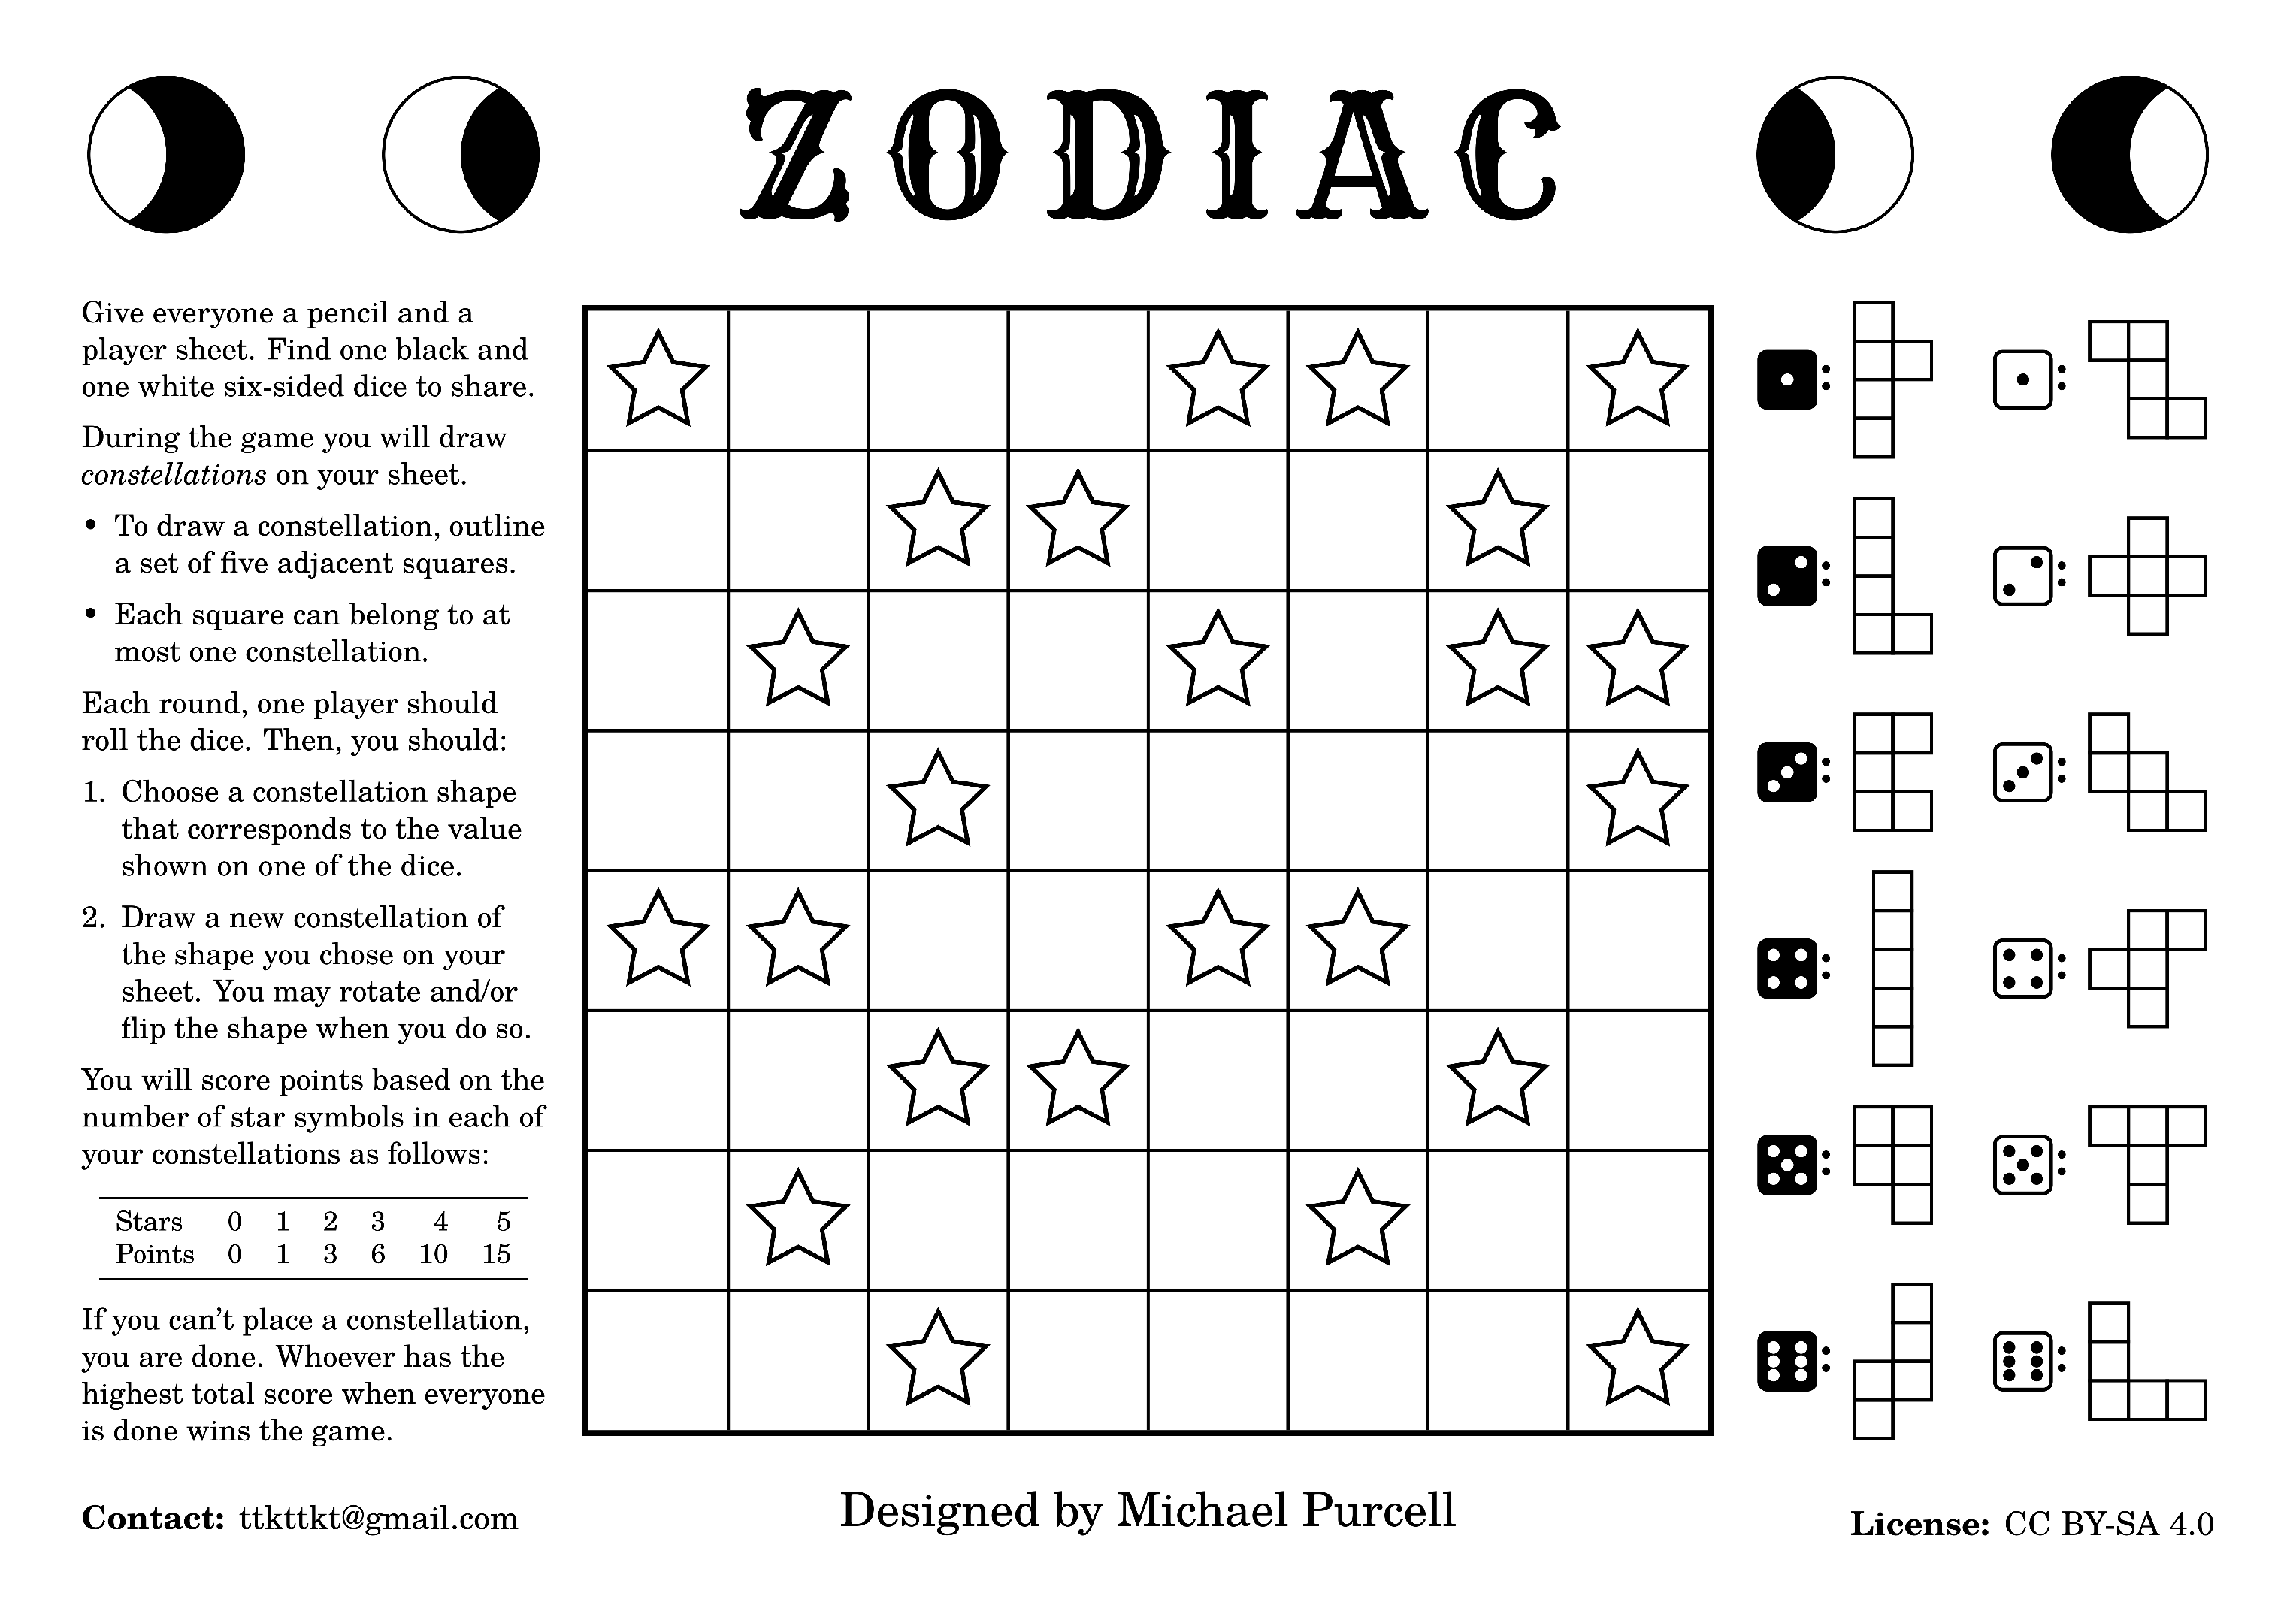 ZODIAC
Give everyone a pencil and a
player sheet. Find one black and
one white six-sided dice to share.
During the game you will draw
constellations on your sheet.
• To draw a constellation, outline
a set of five adjacent squares.
• Each square can belong to at
most one constellation.
Each round, one player should
roll the dice. Then, you should:
1. Choose a constellation shape
that corresponds to the value
shown on one of the dice.
2. Draw a new constellation of
the shape you chose on your
sheet. You may rotate and/or
flip the shape when you do so.
You will score points based on the
number of star symbols in each of
your constellations as follows:
Stars 0 1 2 3 4 5
Points 0 1 3 6 10 15
If you can't place a constellation,
you are done. Whoever has the
highest total score when everyone
is done wins the game.
Contact: ttkttkt@gmail.com
Designed by Michael Purcell
License: CC BY-SA 4.0